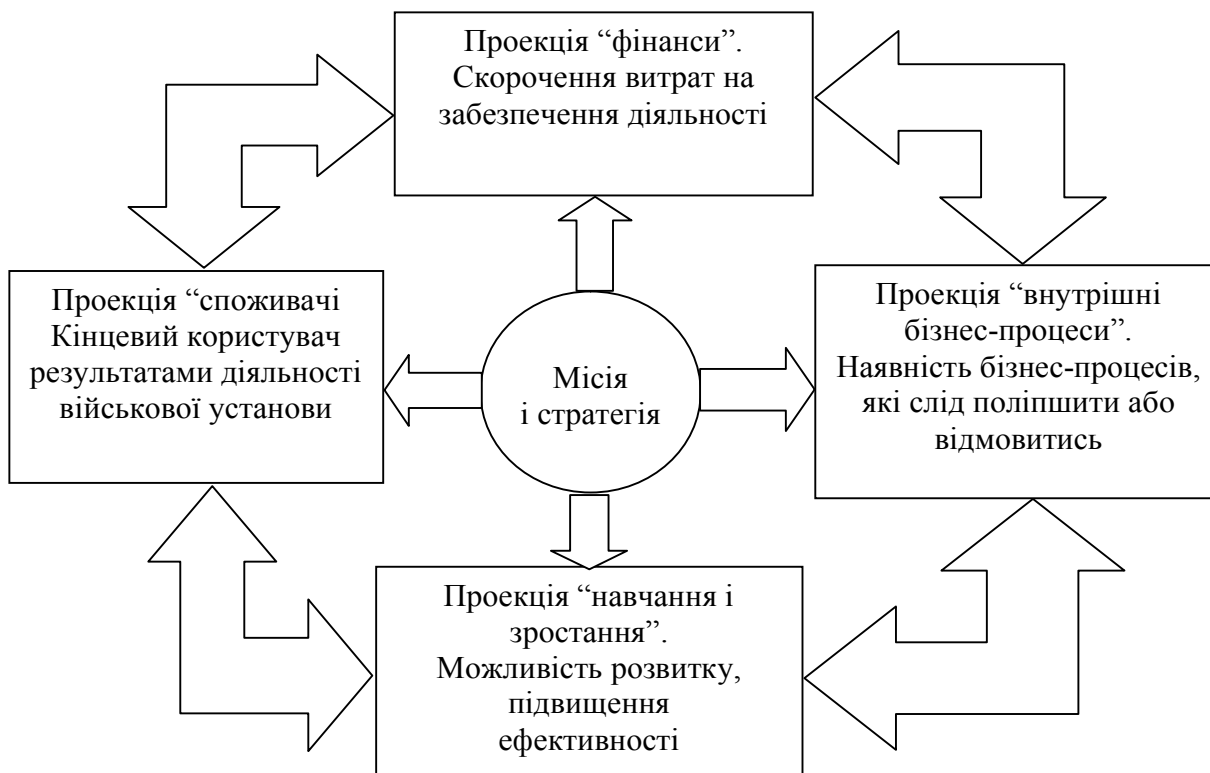 Проекція “фінанси”.
Скорочення витрат на
забезпечення діяльності
Проекція “споживачі
Кінцевий користувач
результатами діяльності
військової установи
Місія
і стратегія
Проекція “внутрішні
бізнес-процеси”.
Наявність бізнес-процесів,
які слід поліпшити або
відмовитись
Проекція “навчання і
зростання”.
Можливість розвитку,
підвищення
ефективності